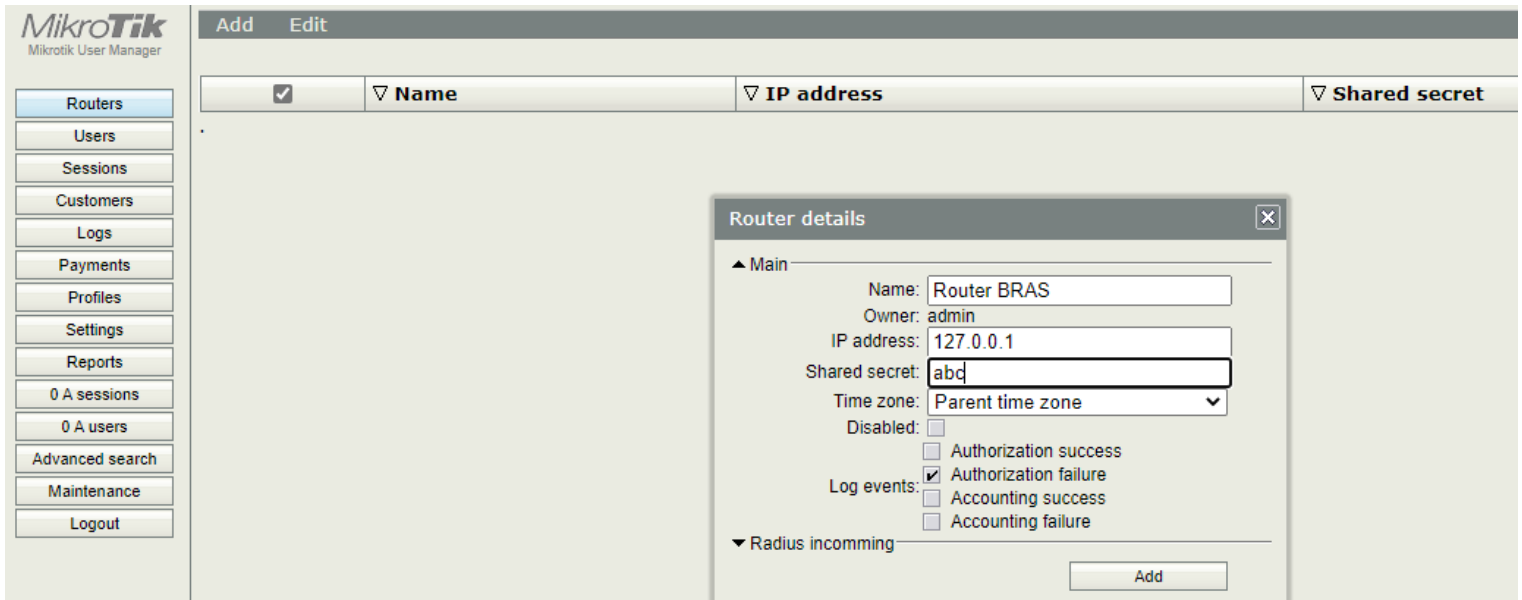 MikroTik
Mikrotik User Manager
Add Edit
Name IP address Shared secret
Routers
Users
Sessions
Customers
Logs
Payments
Profiles
Settings
Reports
0 A sessions
0 A users
Advanced search
Maintenance
Logout
Router details
Main
Name: Router BRAS
Owner: admin
IP address: 127.0.0.1
Shared secret: abc
Time zone: Parent time zone
Disabled:
Log events:
Authorization success
Authorization failure
Accounting success
Accounting failure
Radius incomming
Add